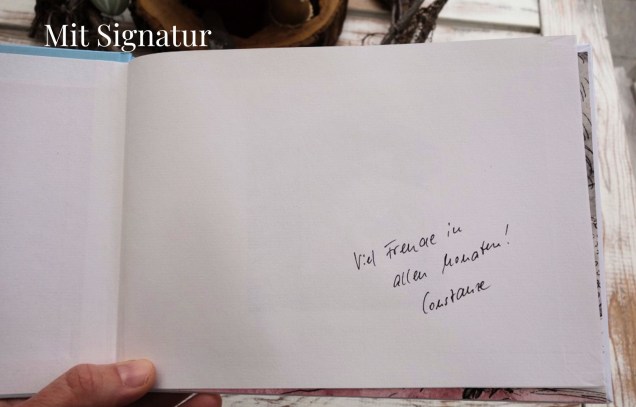 Mit Signatur
Viel Freude in
allen Monaten!
Constanze